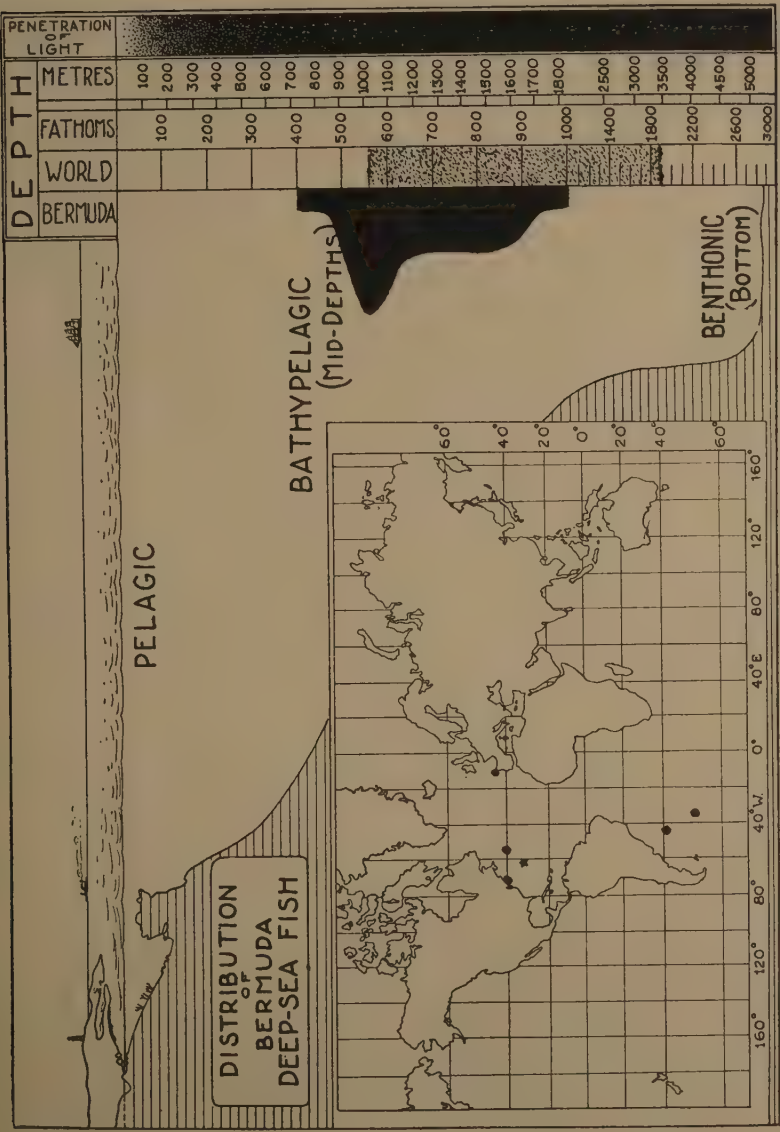 PENETRATION
OF
LIGHT
DEPTH
METRES
100 200 300 400 500 600 700 800 900 1000 1100 1200 1300 1400 1500 1600 1700 1800 2500 3000 3500 4000 4500 5000
FATHOMS
100 200 300 400 500 600 700 800 900 1000 1400 1800 2200 2600 3000
WORLD
BERMUDA
PELAGIC
BATHYPELAGIC
(MID-DEPTHS)
BENTHONIC
(BOTTOM)
DISTRIBUTION
OF
BERMUDA
DEEP-SEA FISH
60° 40° 20° 0° 20° 40° 60°
160° 120° 80° 40°W. 0° 40°E 80° 120° 160°